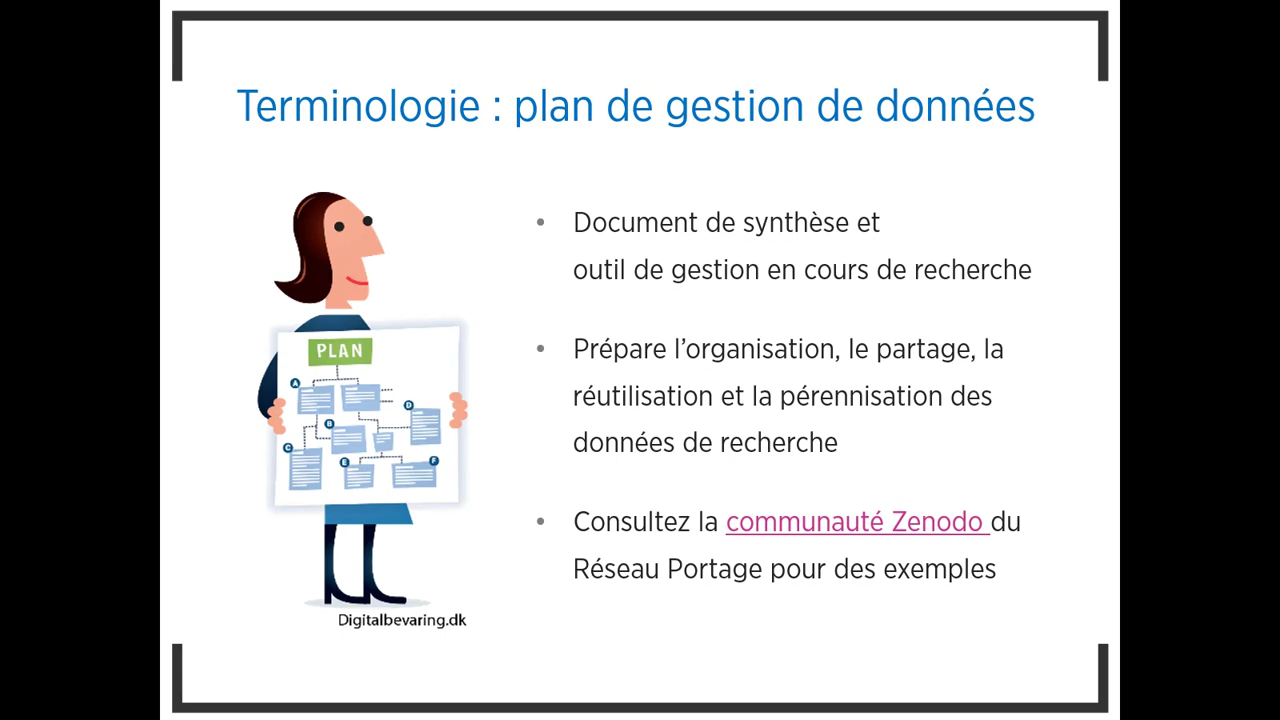 Terminologie : plan de gestion de données
Document de synthèse et
outil de gestion en cours de recherche
Prépare l’organisation, le partage, la
réutilisation et la pérennisation des
données de recherche
Consultez la communauté Zenodo du
Réseau Portage pour des exemples
PLAN
A
D
B
C
E
F
Digitalbevaring.dk